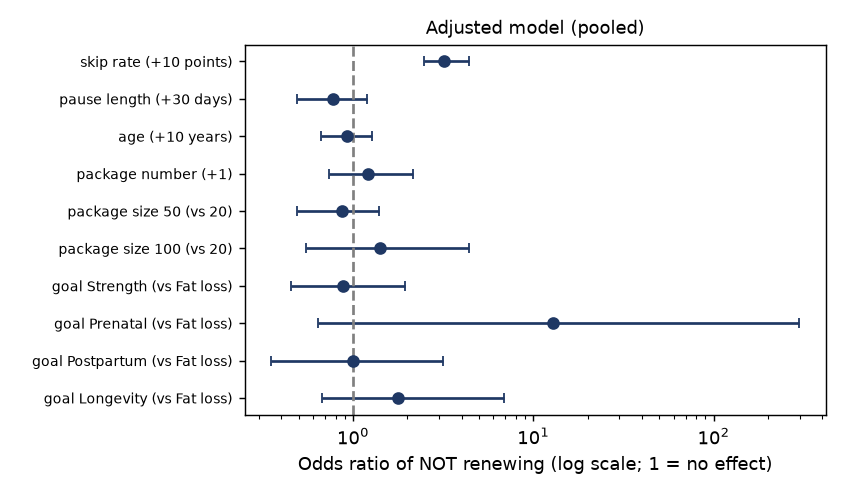 Adjusted model (pooled)
skip rate (+10 points)
pause length (+30 days)
age (+10 years)
package number (+1)
package size 50 (vs 20)
package size 100 (vs 20)
goal Strength (vs Fat loss)
goal Prenatal (vs Fat loss)
goal Postpartum (vs Fat loss)
goal Longevity (vs Fat loss)
10⁰ 10¹ 10²
Odds ratio of NOT renewing (log scale; 1 = no effect)